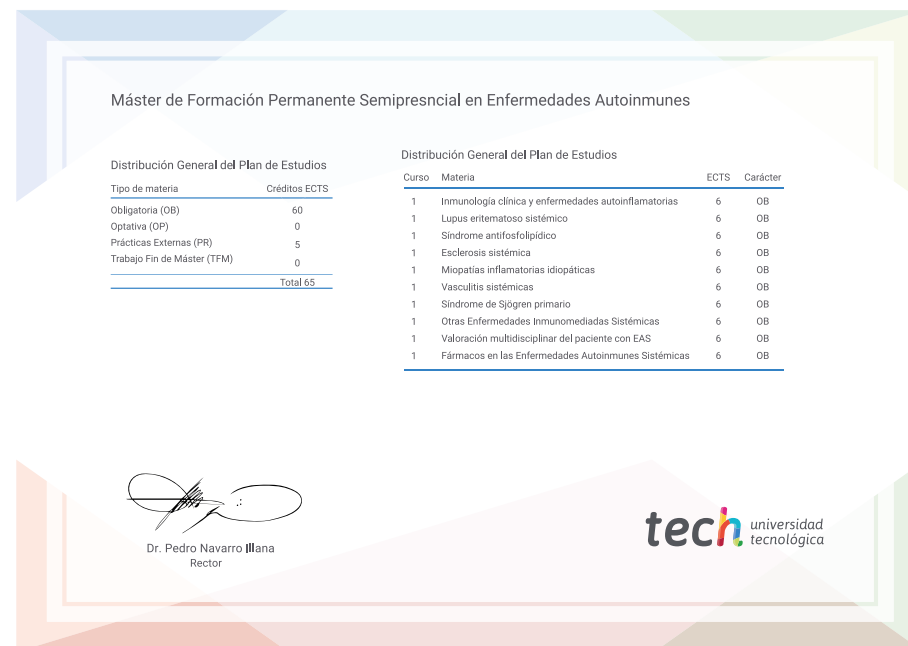 Máster de Formación Permanente Semipresncial en Enfermedades Autoinmunes
Distribución General del Plan de Estudios
Tipo de materia Créditos ECTS
Obligatoria (OB) 60
Optativa (OP) 0
Prácticas Externas (PR) 5
Trabajo Fin de Máster (TFM) 0
Total 65
Distribución General del Plan de Estudios
Curso Materia ECTS Carácter
1 Inmunología clínica y enfermedades autoinflamatorias 6 OB
1 Lupus eritematoso sistémico 6 OB
1 Síndrome antifosfolipídico 6 OB
1 Esclerosis sistémica 6 OB
1 Miopatías inflamatorias idiopáticas 6 OB
1 Vasculitis sistémicas 6 OB
1 Síndrome de Sjögren primario 6 OB
1 Otras Enfermedades Inmunomediadas Sistémicas 6 OB
1 Valoración multidisciplinar del paciente con EAS 6 OB
1 Fármacos en las Enfermedades Autoinmunes Sistémicas 6 OB
Dr. Pedro Navarro Illana
Rector
tech universidad
tecnológica